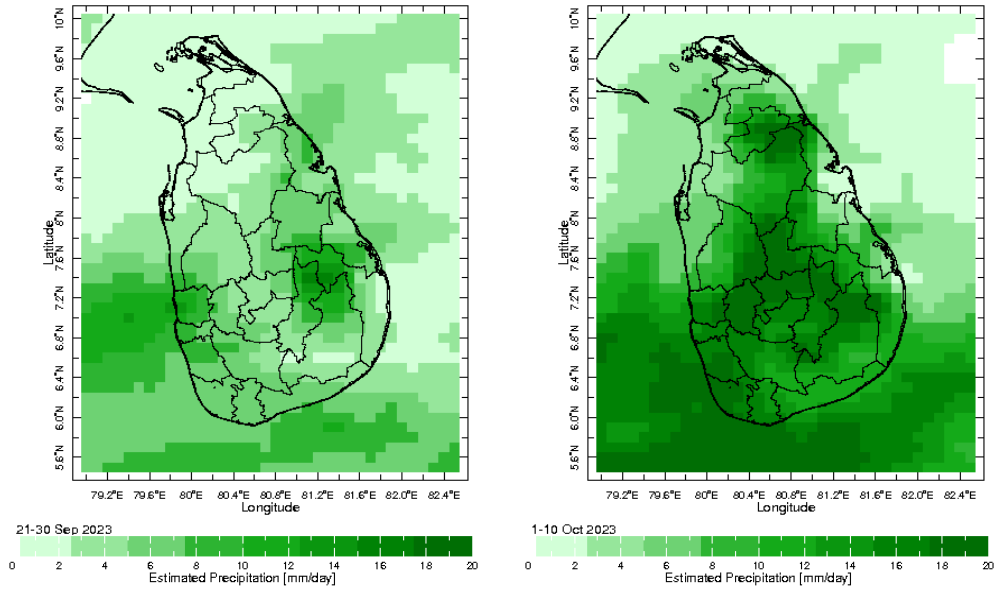 10°N
9.6°N
9.2°N
8.8°N
8.4°N
8°N
7.6°N
7.2°N
6.8°N
6.4°N
6.0°N
5.6°N
Latitude
79.2°E 79.6°E 80°E 80.4°E 80.8°E 81.2°E 81.6°E 82.0°E 82.4°E
Longitude
21-30 Sep 2023
0 2 4 6 8 10 12 14 16 18 20
Estimated Precipitation [mm/day]
10°N
9.6°N
9.2°N
8.8°N
8.4°N
8°N
7.6°N
7.2°N
6.8°N
6.4°N
6.0°N
5.6°N
Latitude
79.2°E 79.6°E 80°E 80.4°E 80.8°E 81.2°E 81.6°E 82.0°E 82.4°E
Longitude
1-10 Oct 2023
0 2 4 6 8 10 12 14 16 18 20
Estimated Precipitation [mm/day]